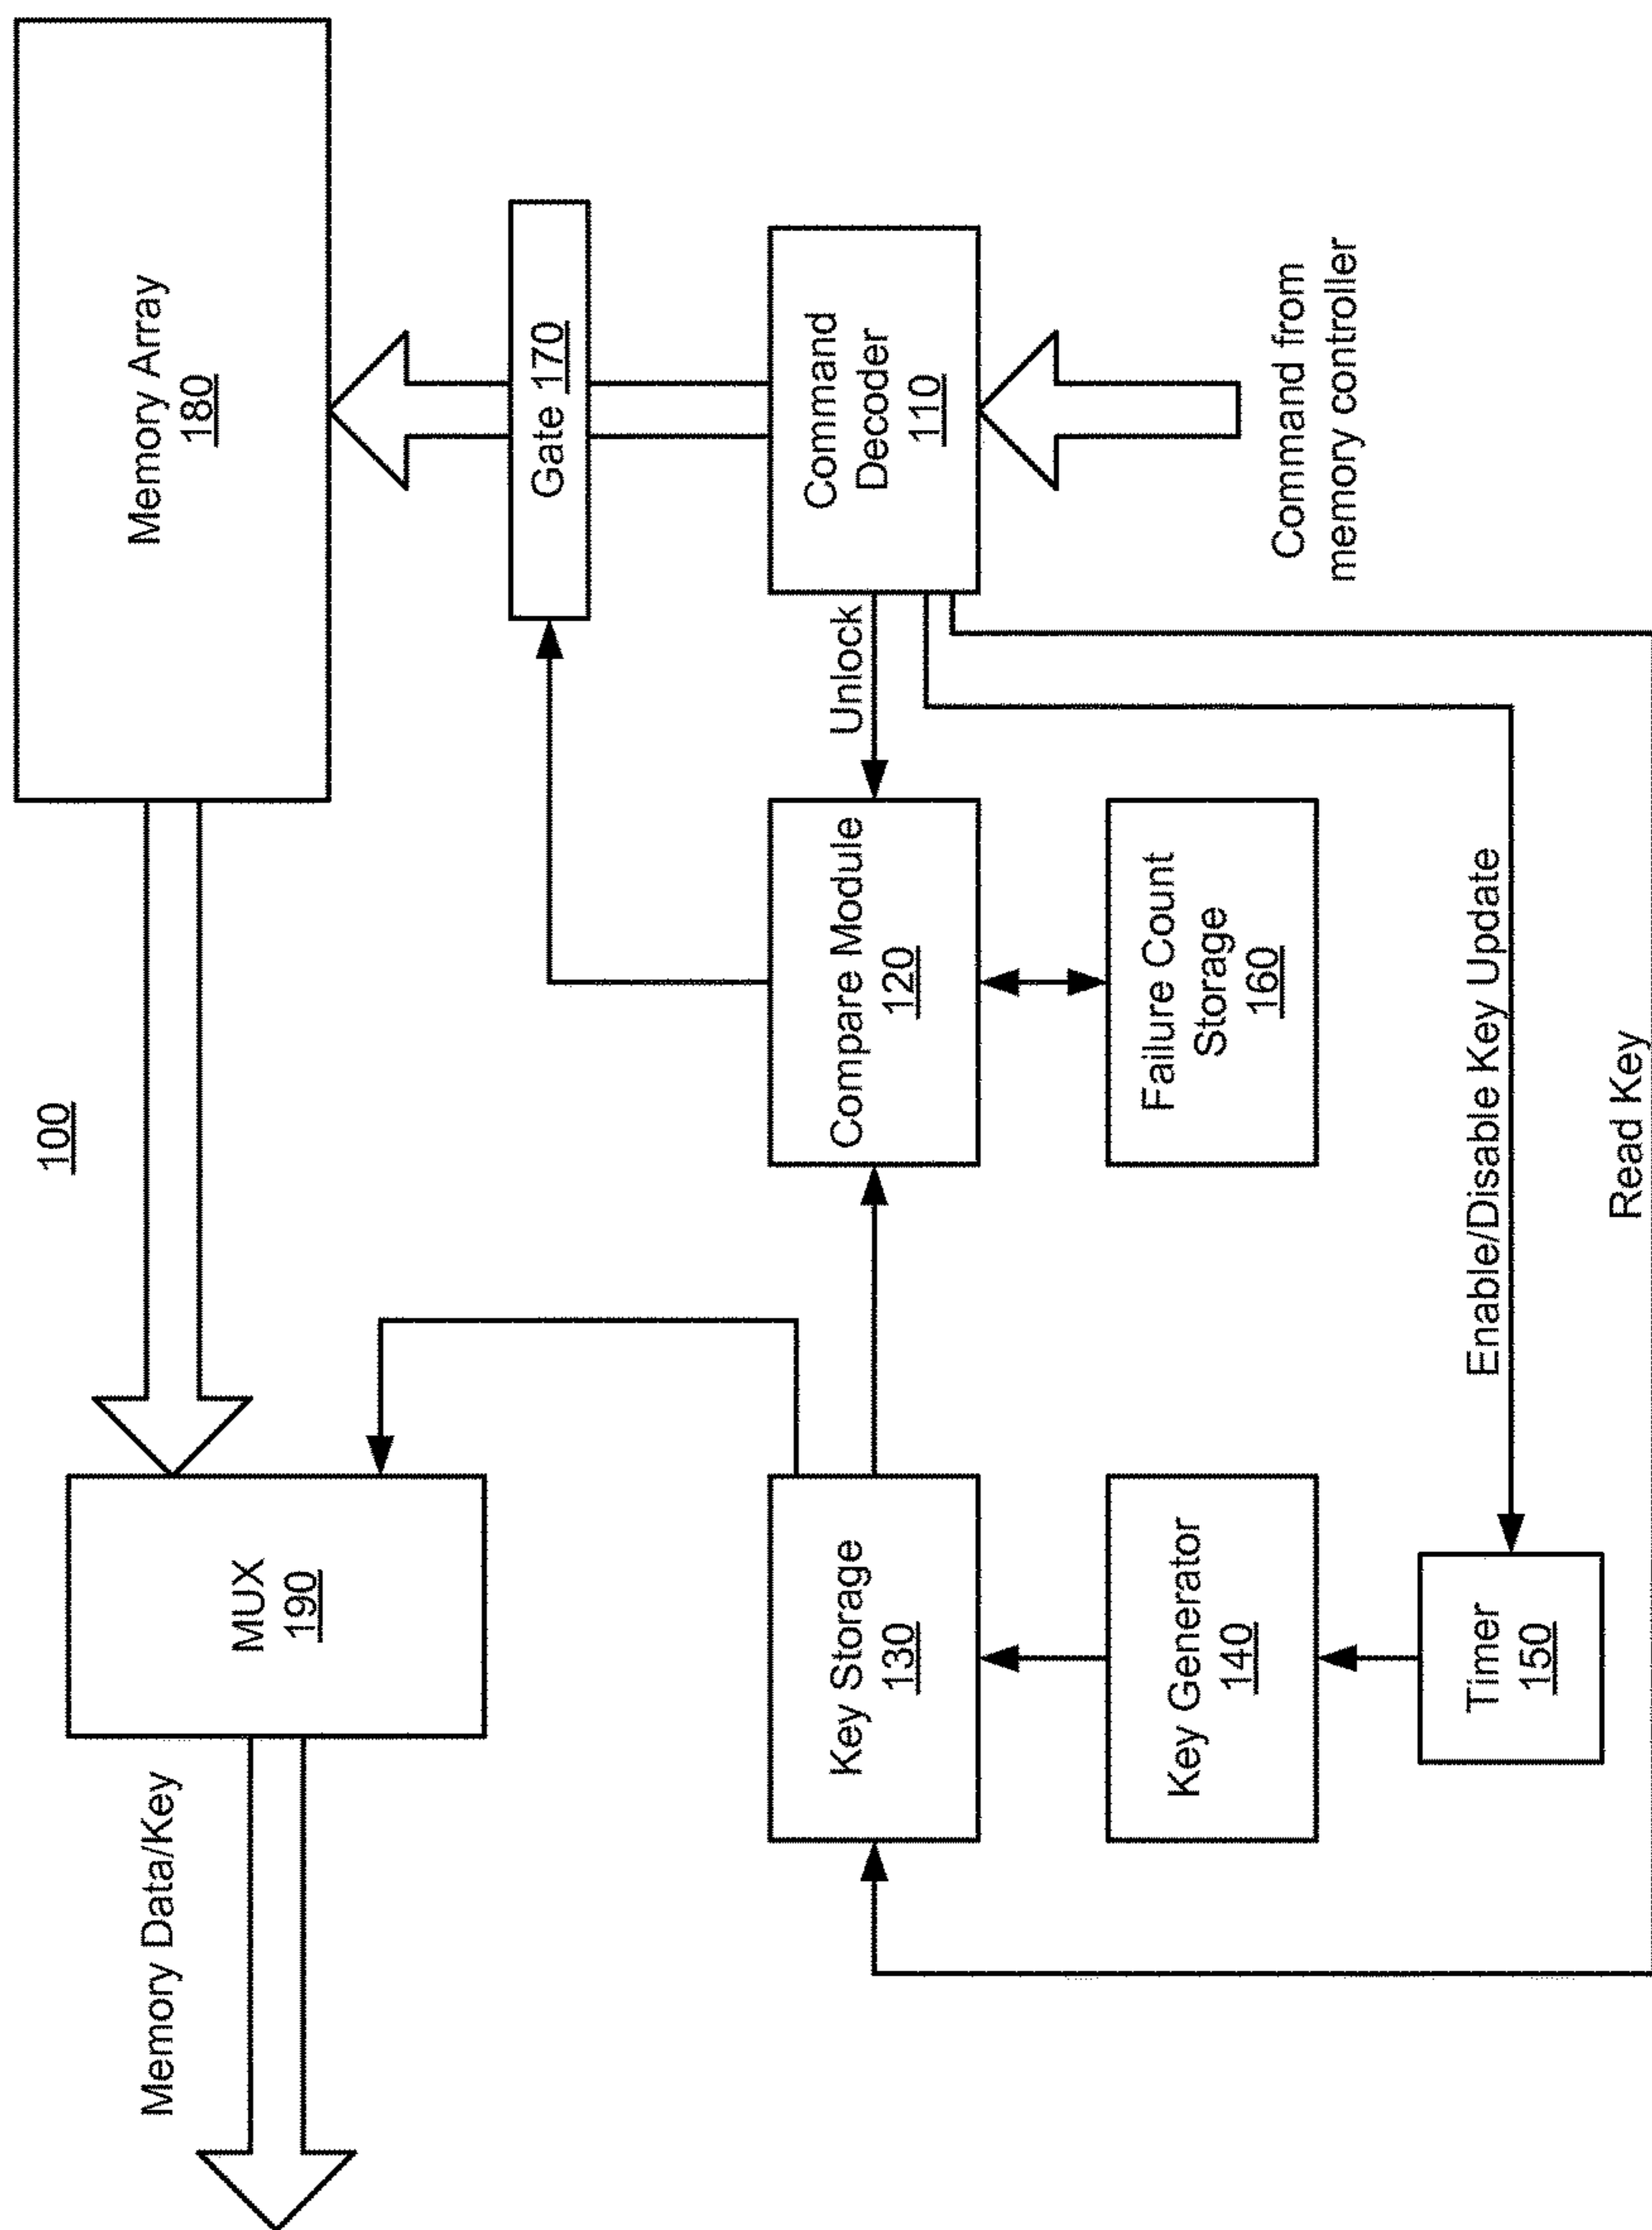 100
Memory Data/Key
MUX
190
Memory Array
180
Gate 170
Key Storage
130
Compare Module
120
Unlock
Command
Decoder
110
Key Generator
140
Failure Count
Storage
160
Command from
memory controller
Timer
150
Enable/Disable Key Update
Read Key